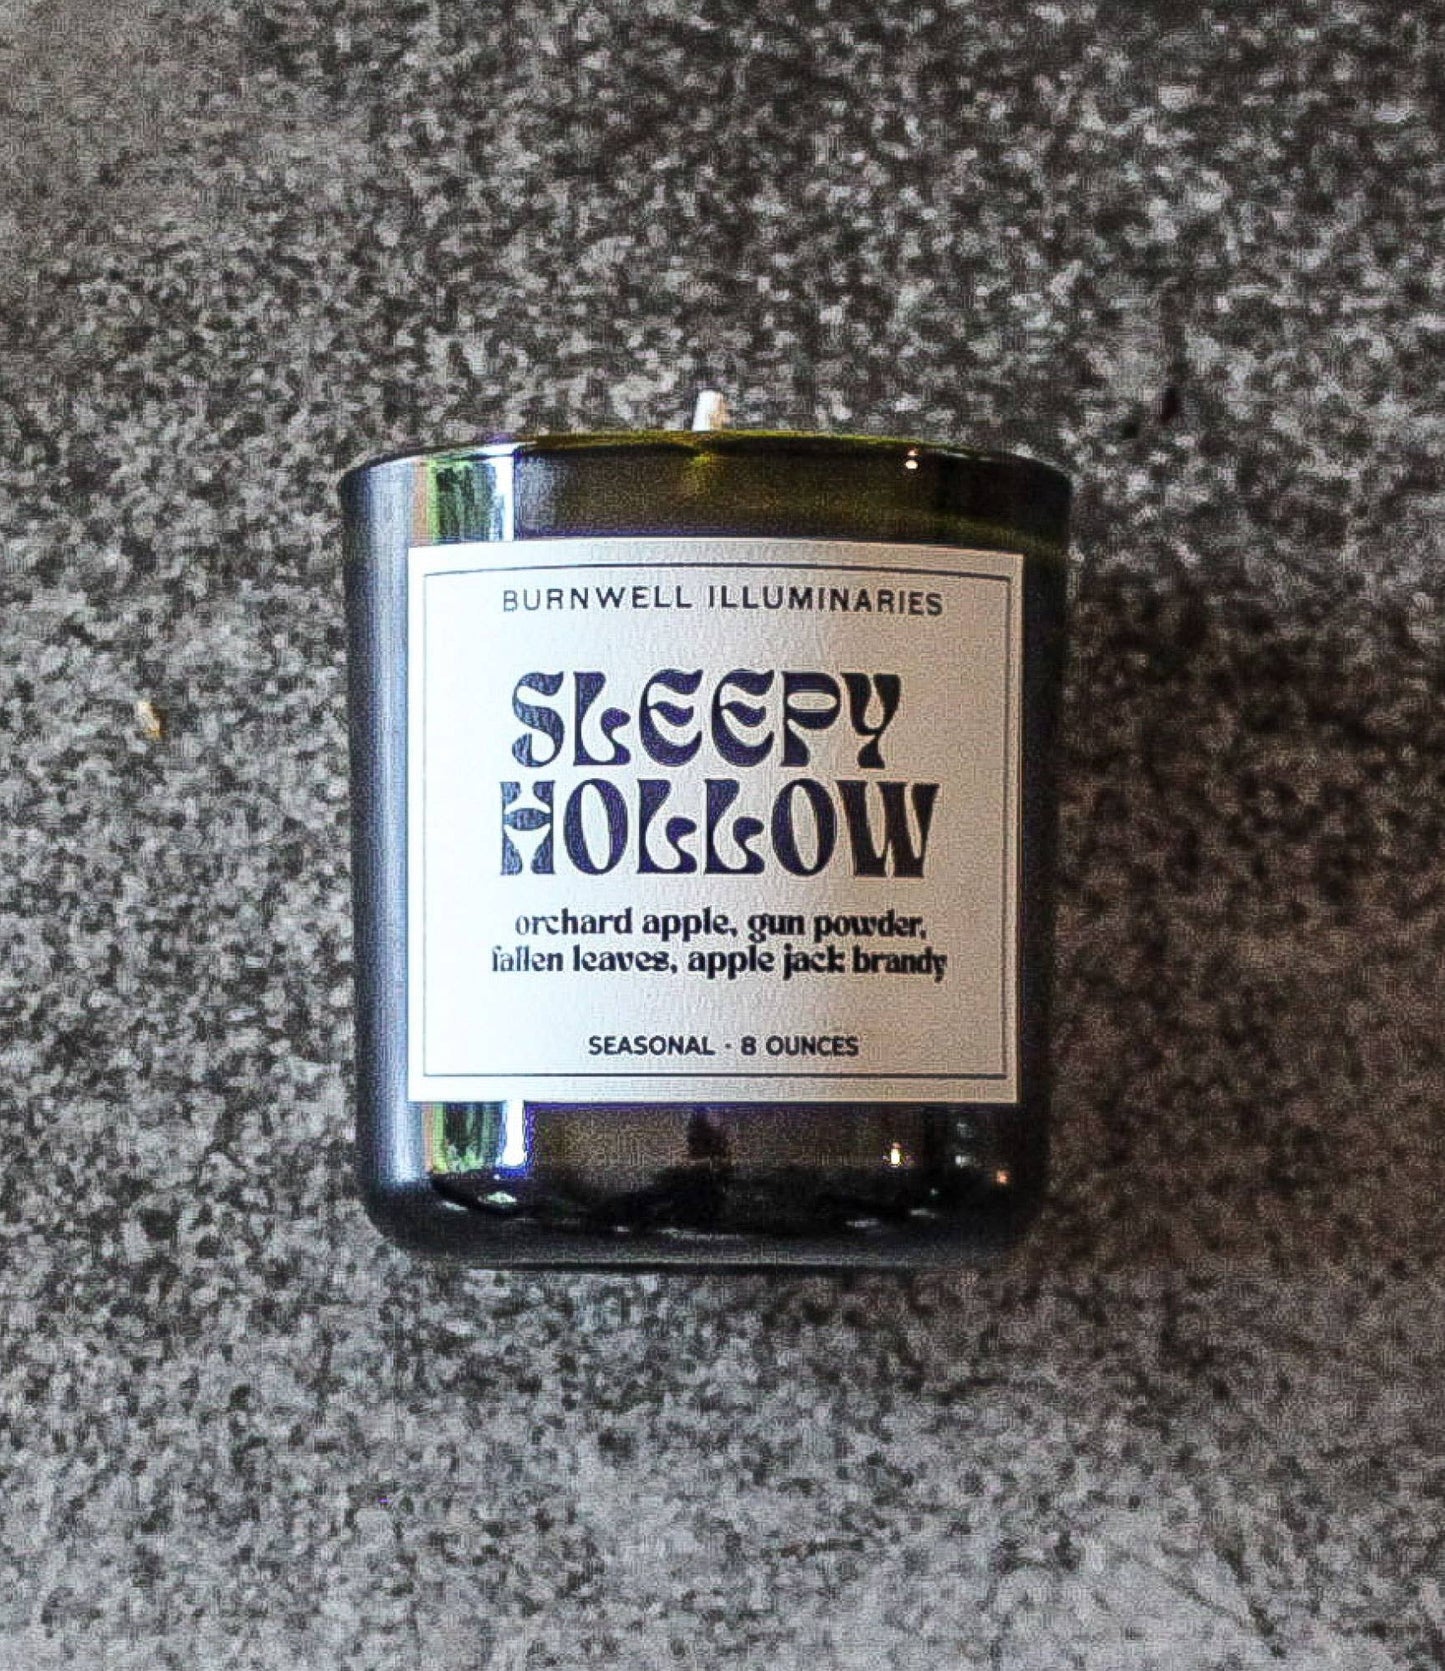 BURNWELL ILLUMINARIES
SLEEPY
HOLLOW
orchard apple, gun powder,
fallen leaves, apple jack brandy
SEASONAL · 8 OUNCES